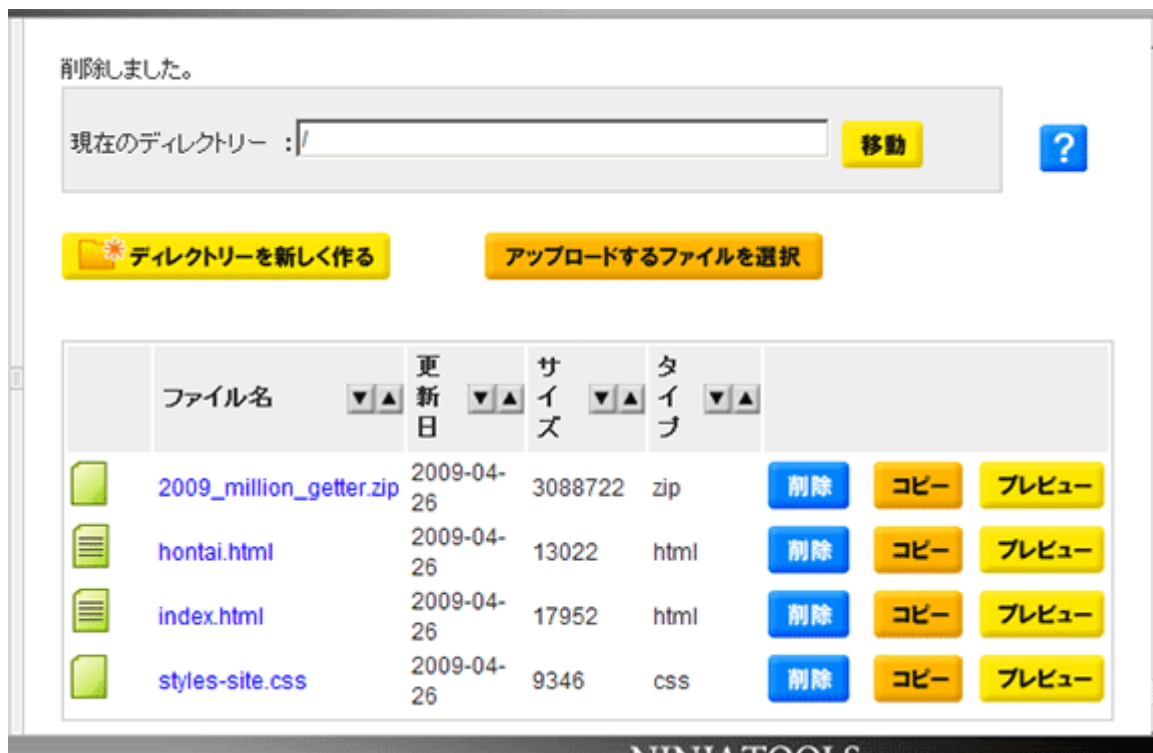 削除しました。
現在のディレクトリー :/ 移動 ?
ディレクトリーを新しく作る アップロードするファイルを選択
ファイル名 ▼▲ 更新日 ▼▲ サイズ ▼▲ タイプ ▼▲
2009_million_getter.zip 2009-04-26 3088722 zip 削除 コピー プレビュー
hontai.html 2009-04-26 13022 html 削除 コピー プレビュー
index.html 2009-04-26 17952 html 削除 コピー プレビュー
styles-site.css 2009-04-26 9346 css 削除 コピー プレビュー
NINJATOOLS